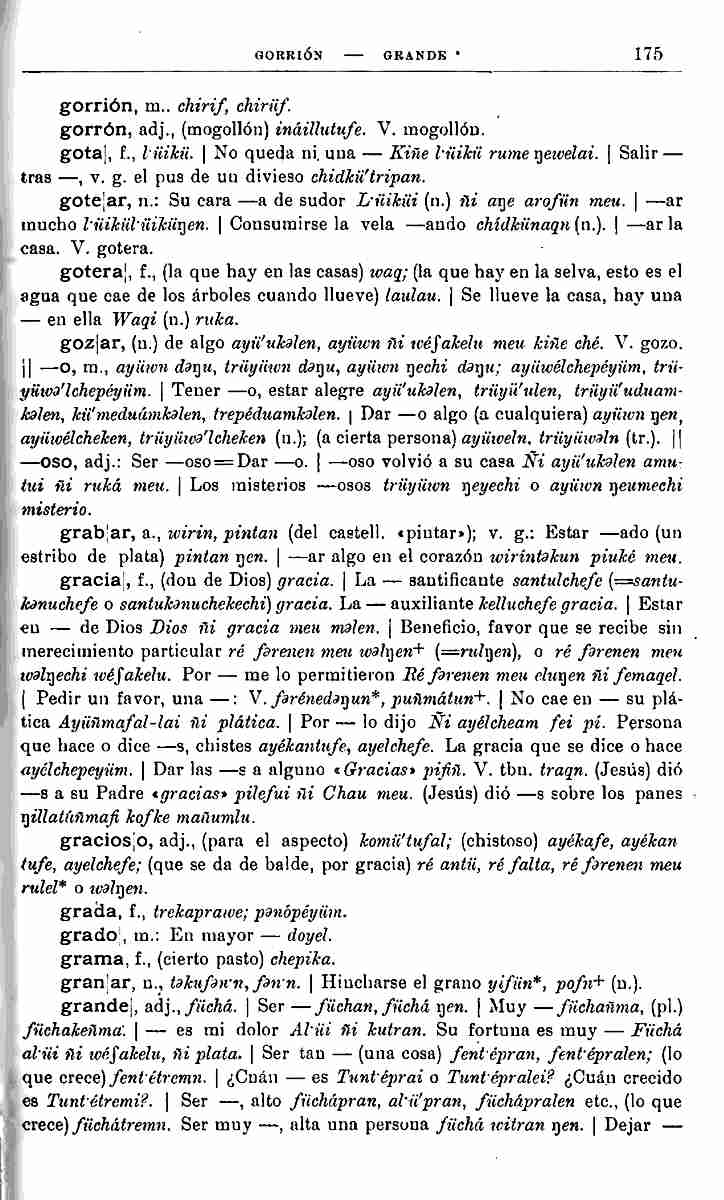 GORRIÓN — GRANDE 175
gorrión, m.. chirif, chirüf.
gorrón, adj., (mogollón) ináillutufe. V. mogollón.
gota|, f., l·üikü. | No queda ni una — Kiñe l·üikü rume ŋewelai. | Salir —
tras —, v. g. el pus de un divieso chidkü'tripan.
gote|ar, n.: Su cara —a de sudor L·üiküi (n.) ñi aŋe arofün meu. | —ar
mucho l·üikül·üiküŋen. | Consumirse la vela —ando chídkünaqn (n.). | —ar la
casa. V. gotera.
gotera|, f., (la que hay en las casas) waq; (la que hay en la selva, esto es el
agua que cae de los árboles cuando llueve) laulau. | Se llueve la casa, hay una
— en ella Waqi (n.) ruka.
goz|ar, (n.) de algo ayü'ukəlen, ayüwn ñi wéʃakelu meu kiñe ché. V. gozo.
|| —o, m., ayüwn dəŋu, trüyüwn dəŋu, ayüwn ŋechi dəŋu; ayüwélchepéyüm, trü-
yüwə'lchepéyüm. | Tener —o, estar alegre ayü'ukəlen, trüyü'ulen, trüyü'uduam-
kəlen, kü'meduámkəlen, trepéduamkəlen. | Dar —o algo (a cualquiera) ayüwn ŋen,
ayüwélcheken, trüyüwə'lcheken (n.); (a cierta persona) ayüweln, trüyüwəln (tr.). ||
—oso, adj.: Ser —oso=Dar —o. | —oso volvió a su casa Ñi ayü'ukəlen amu-
tui ñi ruká meu. | Los misterios —osos trüyüwn ŋeyechi o ayüwn ŋeumechi
misterio.
grab|ar, a., wirin, pintan (del castell. «pintar»); v. g.: Estar —ado (un
estribo de plata) pintan ŋen. | —ar algo en el corazón wirintəkun piuké meu.
gracia|, f., (don de Dios) gracia. | La — santificante santulchefe (=santu-
kənuchefe o santukənuchekechi) gracia. La — auxiliante kelluchefe gracia. | Estar
en — de Dios Dios ñi gracia meu məlen. | Beneficio, favor que se recibe sin
merecimiento particular ré fərenen meu wəlŋen+ (=rulŋen), o ré fərenen meu
wəlŋechi wéʃakelu. Por — me lo permitieron Ré fərenen meu eluŋen ñi femaqel.
| Pedir un favor, una —: V. fərénedəŋun*, puñmátun+. | No cae en — su plá-
tica Ayüñmafal-lai ñi plática. | Por — lo dijo Ñi ayélcheam fei pí. Persona
que hace o dice —s, chistes ayékantufe, ayelchefe. La gracia que se dice o hace
ayélchepeyüm. | Dar las —s a alguno «Gracias» pifiñ. V. tbn. traqn. (Jesús) dió
—s a su Padre «gracias» pilefui ñi Chau meu. (Jesús) dió —s sobre los panes
ŋillatúñmafi kofke mañumlu.
gracios|o, adj., (para el aspecto) komü'tufal; (chistoso) ayékafe, ayékan
tufe, ayelchefe; (que se da de balde, por gracia) ré antü, ré falta, ré fərenen meu
rulel* o wəlŋen.
grada, f., trekaprawe; pənópéyüm.
grado|, m.: En mayor — doyel.
grama, f., (cierto pasto) chepika.
gran|ar, n., təkufən·n, fən·n. | Hincharse el grano yifün*, pofn+ (n.).
grande|, adj., füchá. | Ser — füchan, füchá ŋen. | Muy — füchañma, (pl.)
füchakeñma. | — es mi dolor Al·üi ñi kutran. Su fortuna es muy — Füchá
al·üi ñi wéʃakelu, ñi plata. | Ser tan — (una cosa) fent·épran, fent·épralen; (lo
que crece) fent·étremn. | ¿Cuán — es Tunt·éprai o Tunt·épralei? ¿Cuán crecido
es Tunt·étremi?. | Ser —, alto füchápran, al·ü'pran, füchápralen etc., (lo que
crece) füchátremn. Ser muy —, alta una persona füchá witran ŋen. | Dejar —